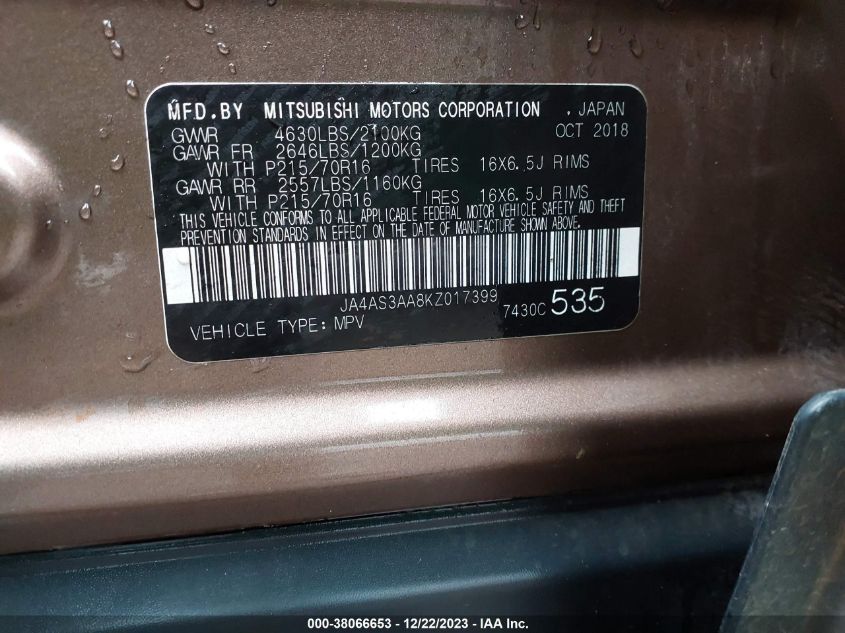 MFD.BY MITSUBISHI MOTORS CORPORATION . JAPAN
GVWR 4630LBS/2100KG OCT 2018
GAWR FR 2646LBS/1200KG
WITH P215/70R16 TIRES 16X6.5J RIMS
GAWR RR 2557LBS/1160KG
WITH P215/70R16 TIRES 16X6.5J RIMS
THIS VEHICLE CONFORMS TO ALL APPLICABLE FEDERAL MOTOR VEHICLE SAFETY AND THEFT
PREVENTION STANDARDS IN EFFECT ON THE DATE OF MANUFACTURE SHOWN ABOVE.
JA4AS3AA8KZ017399
VEHICLE TYPE: MPV 7430C 535
000-38066653 - 12/22/2023 - IAA Inc.